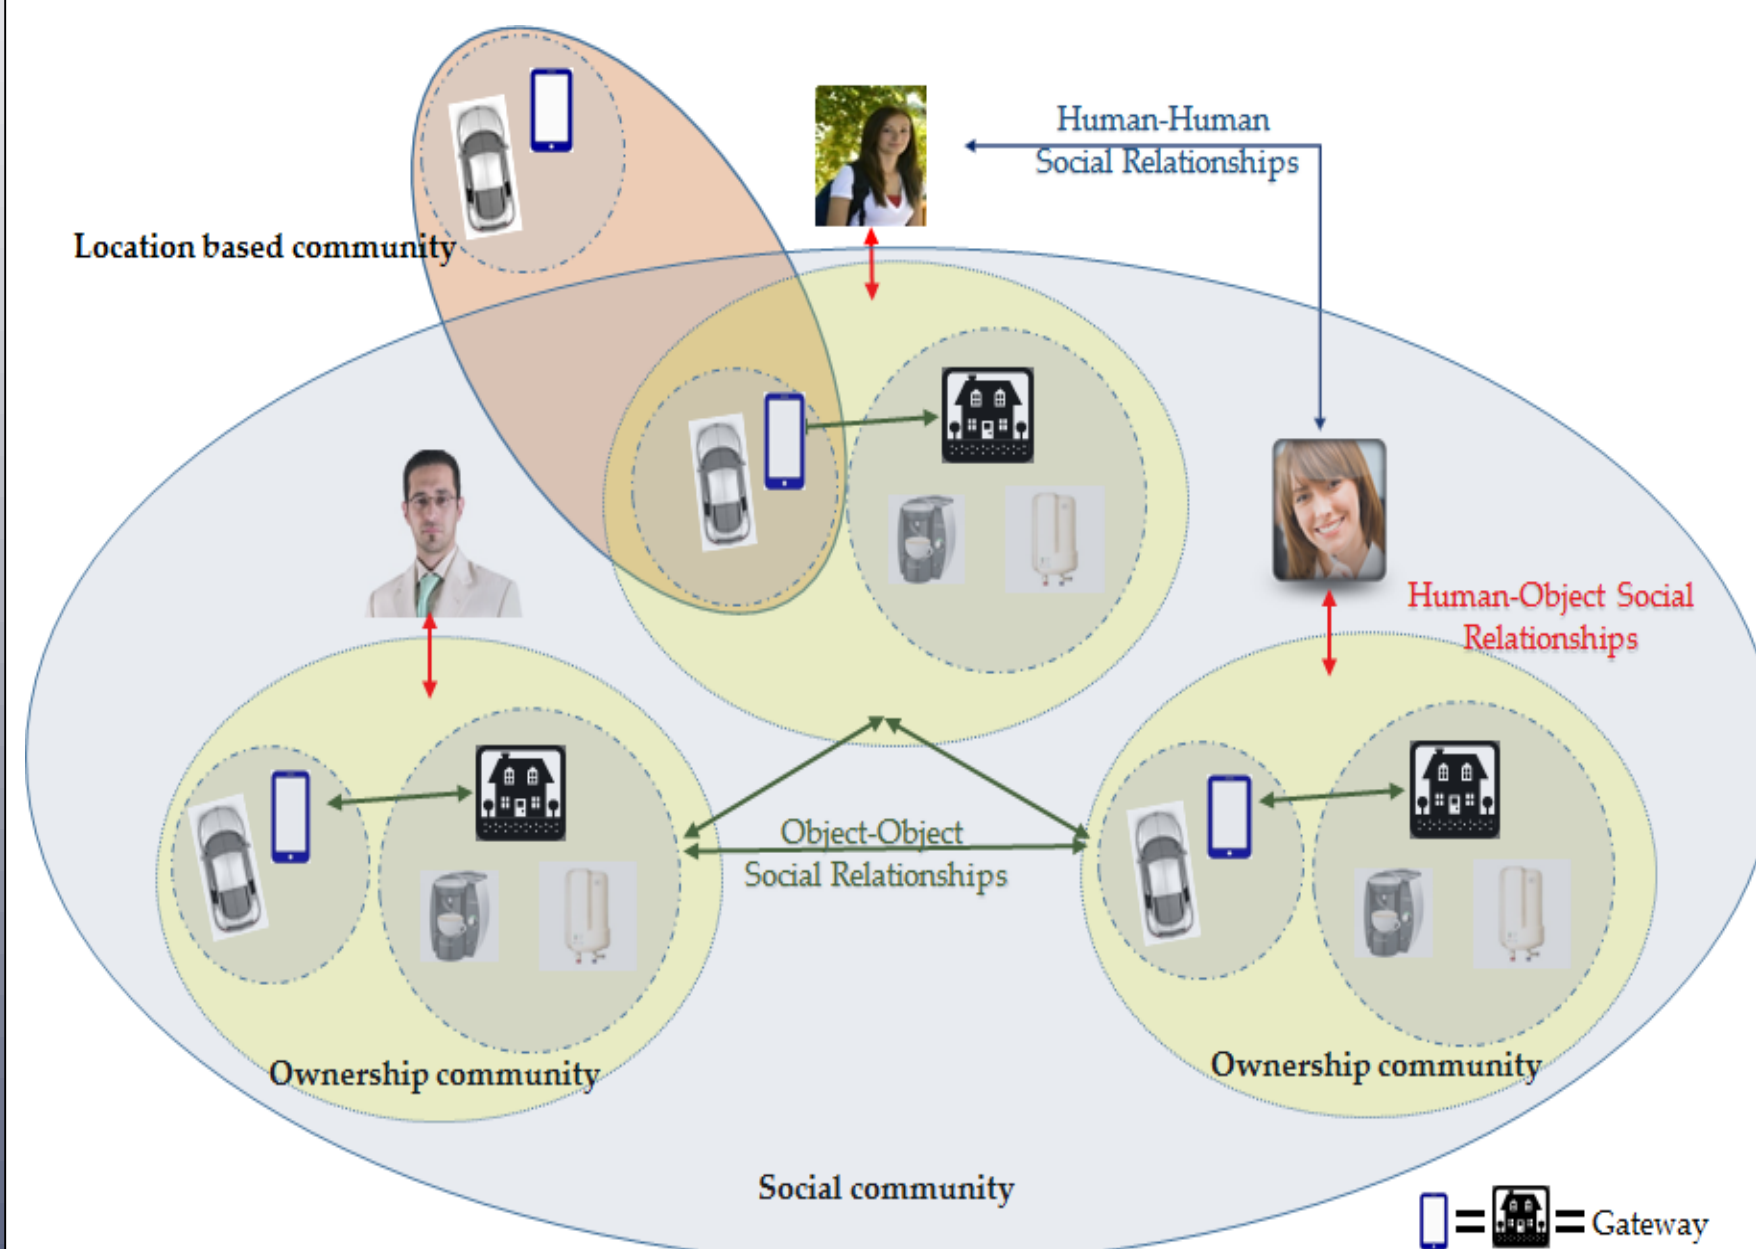 Human-Human
Social Relationships
Location based community
Human-Object Social
Relationships
Object-Object
Social Relationships
Ownership community
Ownership community
Social community
= = Gateway